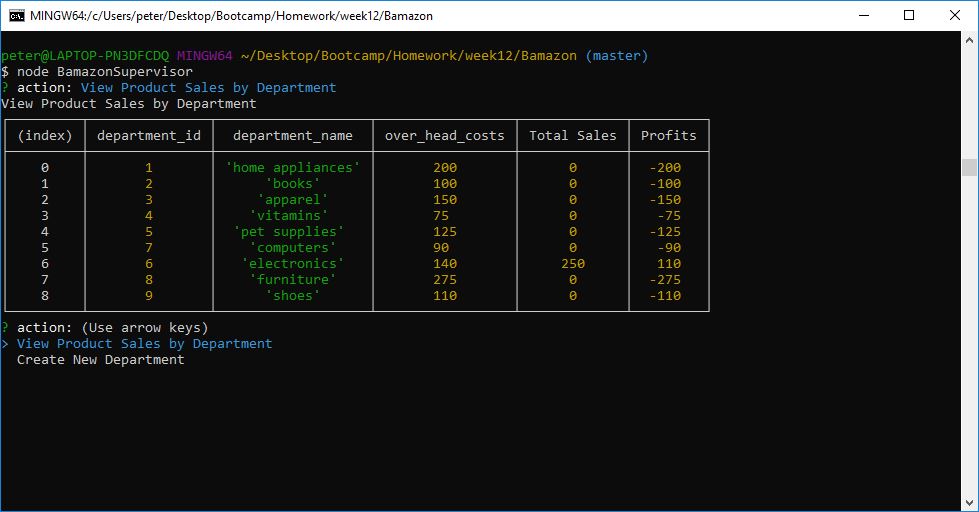 MINGW64:/c/Users/peter/Desktop/Bootcamp/Homework/week12/Bamazon
peter@LAPTOP-PN3DFCDQ MINGW64 ~/Desktop/Bootcamp/Homework/week12/Bamazon (master)
$ node BamazonSupervisor
? action: View Product Sales by Department
View Product Sales by Department
(index) department_id department_name over_head_costs Total Sales Profits
0 1 'home appliances' 200 0 -200
1 2 'books' 100 0 -100
2 3 'apparel' 150 0 -150
3 4 'vitamins' 75 0 -75
4 5 'pet supplies' 125 0 -125
5 7 'computers' 90 0 -90
6 6 'electronics' 140 250 110
7 8 'furniture' 275 0 -275
8 9 'shoes' 110 0 -110
? action: (Use arrow keys)
> View Product Sales by Department
Create New Department